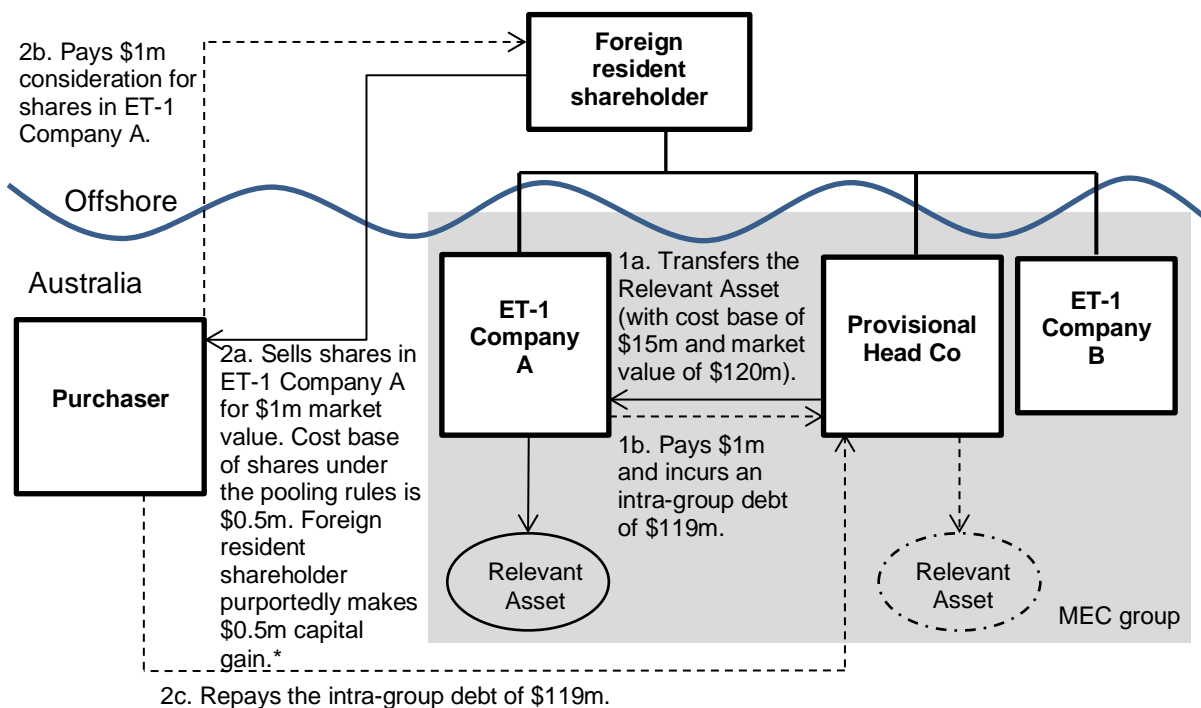 2b. Pays $1m
consideration for
shares in ET-1
Company A.
Foreign
resident
shareholder
Offshore
Australia
Purchaser
2a. Sells shares in
ET-1 Company A
for $1m market
value. Cost base
of shares under
the pooling rules is
$0.5m. Foreign
resident
shareholder
purportedly makes
$0.5m capital
gain.*
ET-1
Company
A
1a. Transfers the
Relevant Asset
(with cost base of
$15m and market
value of $120m).
1b. Pays $1m
and incurs an
intra-group debt
of $119m.
Provisional
Head Co
ET-1
Company
B
Relevant
Asset
Relevant
Asset
MEC group
2c. Repays the intra-group debt of $119m.